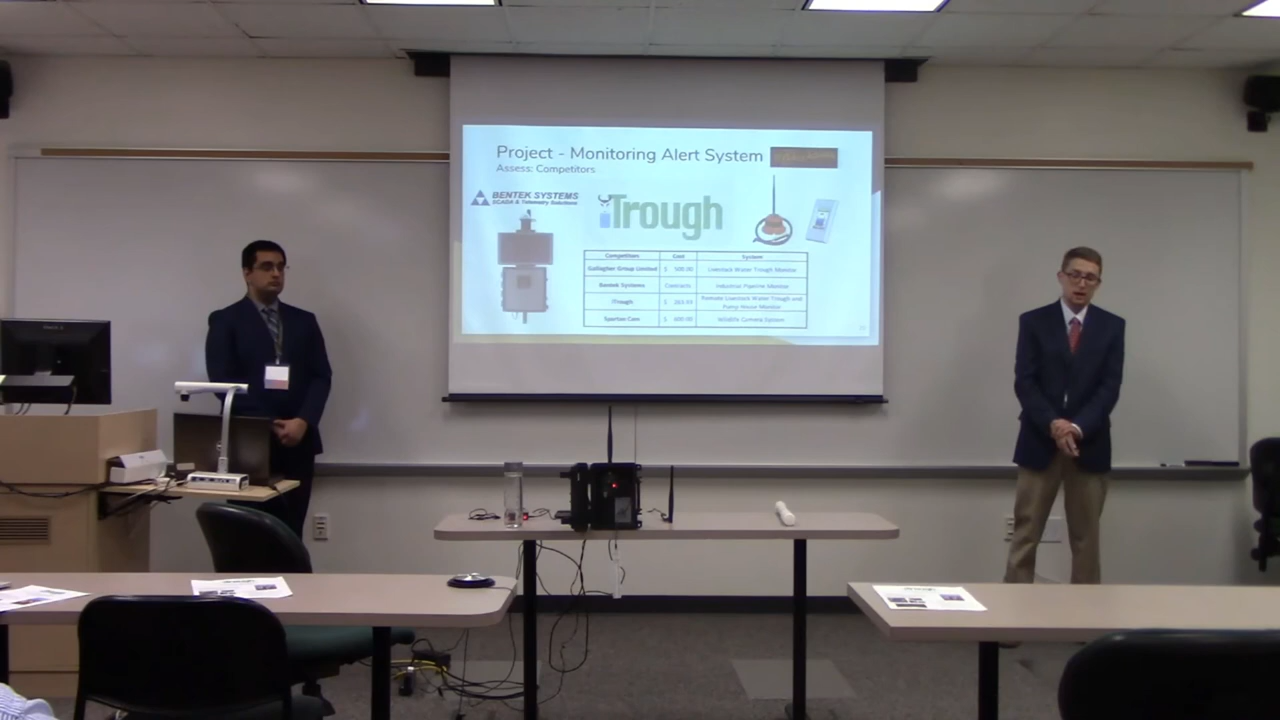 Project - Monitoring Alert System
Assess: Competitors
BENTEK SYSTEMS
SCADA & Telemetry Solutions
iTrough
Competitors Cost System
Gallagher Group Limited $ 500.00 Livestock Water Trough Monitor
Bentek Systems Contracts Industrial Pipeline Monitor
iTrough $ Remote Livestock Water Trough and
Pump House Monitor
Spartan Cam $ 600.00 Wildlife Camera System